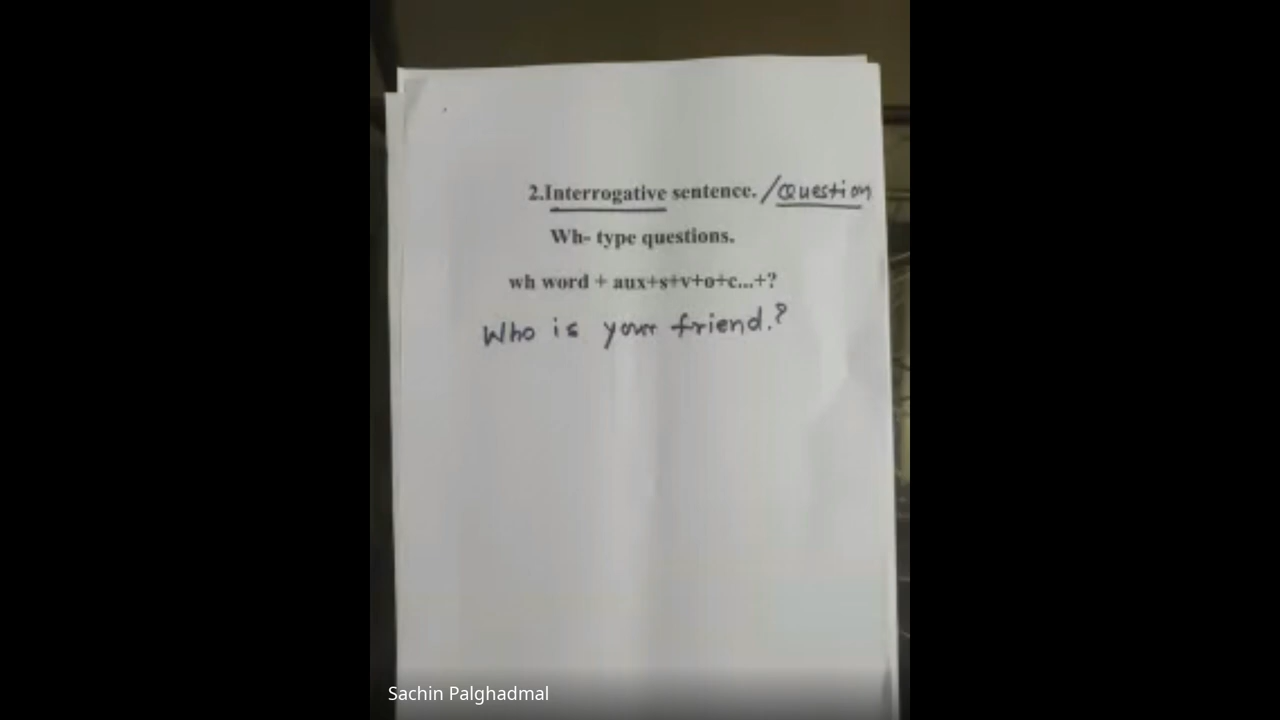 2.Interrogative sentence. / Question
Wh- type questions.
wh word + aux+s+v+o+c...+?
Who is your friend.?
Sachin Palghadmal